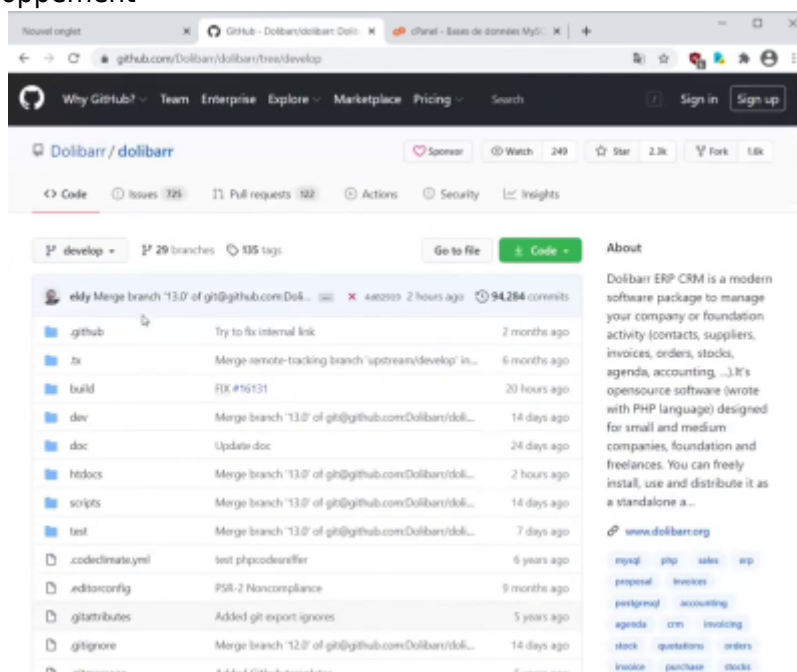 oppement
Nouvel onglet GitHub - Dolibarr/dolibarr: Doli cPanel - Bases de données MyS
github.com/Dolibarr/dolibarr/tree/develop
Why GitHub? Team Enterprise Explore Marketplace Pricing Search / Sign in Sign up
Dolibarr / dolibarr Sponsor Watch 249 Star 2.3k Fork 1.6k
Code Issues 725 Pull requests 122 Actions Security Insights
develop 29 branches 135 tags Go to file Code
eldy Merge branch '13.0' of git@github.com:Doli... 2 hours ago 94,284 commits
.github Try to fix internal link 2 months ago
.tx Merge remote-tracking branch 'upstream/develop' in... 6 months ago
build FIX #16131 20 hours ago
dev Merge branch '13.0' of git@github.com:Dolibarr/doli... 14 days ago
doc Update doc 24 days ago
htdocs Merge branch '13.0' of git@github.com:Dolibarr/doli... 2 hours ago
scripts Merge branch '13.0' of git@github.com:Dolibarr/doli... 14 days ago
test Merge branch '13.0' of git@github.com:Dolibarr/doli... 7 days ago
.codeclimate.yml test phpcodesniffer 6 years ago
.editorconfig PSR-2 Noncompliance 9 months ago
.gitattributes Added git export ignores 5 years ago
.gitignore Merge branch '12.0' of git@github.com:Dolibarr/doli... 14 days ago
About
Dolibarr ERP CRM is a modern
software package to manage
your company or foundation
activity (contacts, suppliers,
invoices, orders, stocks,
agenda, accounting, ...).It's
opensource software (wrote
with PHP language) designed
for small and medium
companies, foundation and
freelances. You can freely
install, use and distribute it as
a standalone a...
www.dolibarr.org
mysql php sales erp
proposal invoices
postgresql accounting
agenda crm invoicing
stock quotations orders
invoice purchase stocks